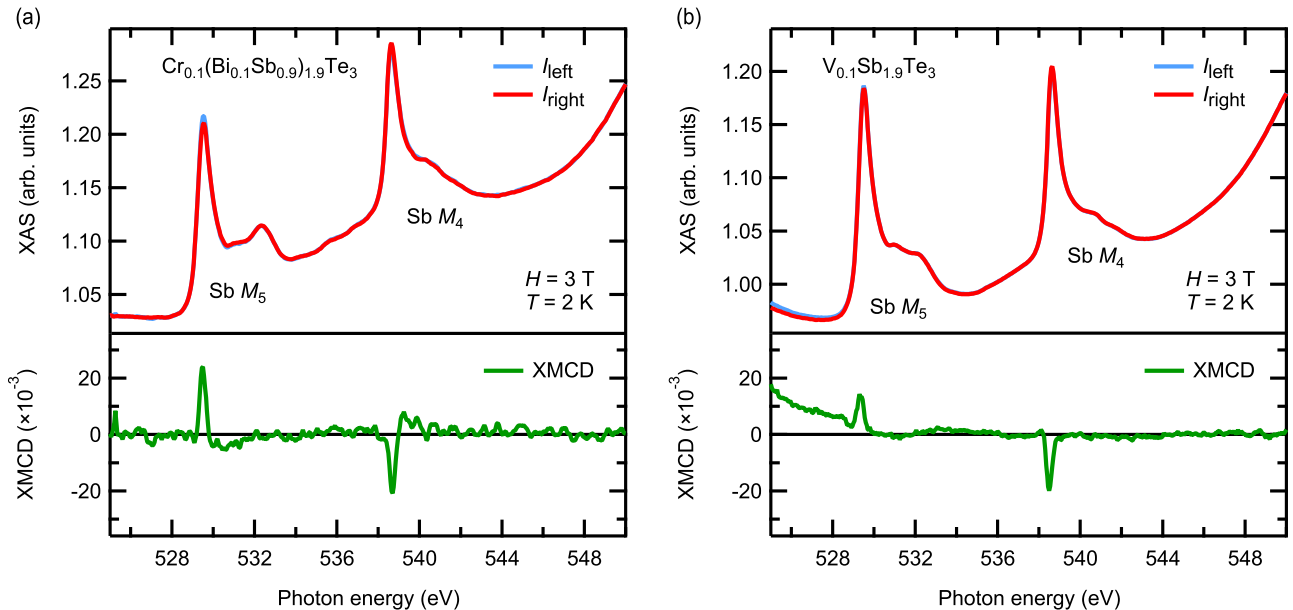 (a)
Cr0.1(Bi0.1Sb0.9)1.9Te3
Ileft
Iright
1.25
1.20
1.15
1.10
1.05
XAS (arb. units)
Sb M5
Sb M4
H = 3 T
T = 2 K
XMCD
20
0
-20
XMCD (×10-3)
528
532
536
540
544
548
Photon energy (eV)
(b)
V0.1Sb1.9Te3
Ileft
Iright
1.20
1.15
1.10
1.05
1.00
XAS (arb. units)
Sb M5
Sb M4
H = 3 T
T = 2 K
XMCD
20
0
-20
XMCD (×10-3)
528
532
536
540
544
548
Photon energy (eV)